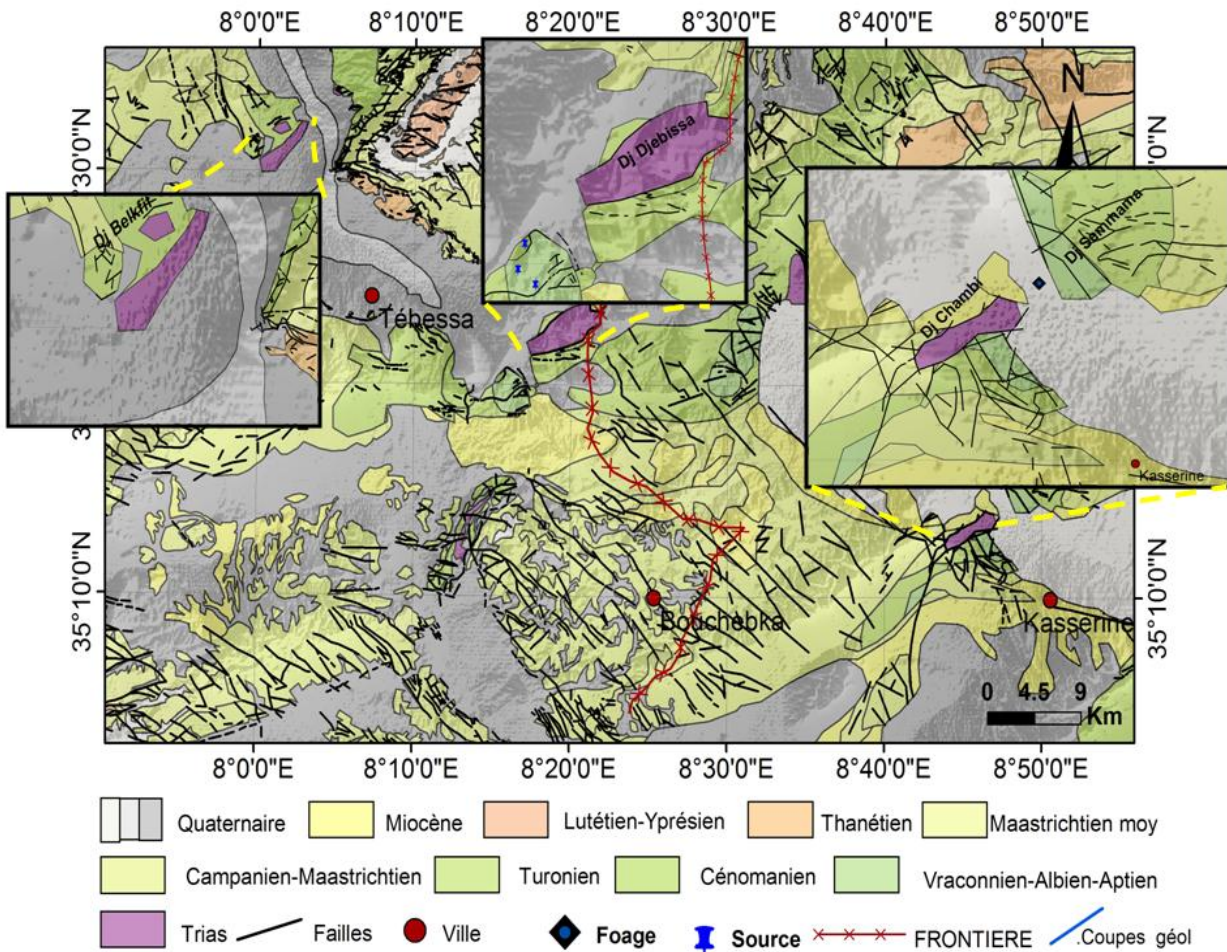 8°0'0"E 8°10'0"E 8°20'0"E 8°30'0"E 8°40'0"E 8°50'0"E
N
Dj Djebissa
:30'0"N
°0"N
Dj Belkfif
Dj Sammama
Dj Chambi
Tébessa
Kasserine
35°10'0"N
Bouchebka
Kasserine
35°10'0"N
0 4.5 9
Km
8°0'0"E 8°10'0"E 8°20'0"E 8°30'0"E 8°40'0"E 8°50'0"E
Quaternaire Miocène Lutétien-Yprésien Thanétien Maastrichtien moy
Campanien-Maastrichtien Turonien Cénomanien Vraconnien-Albien-Aptien
Trias Failles Ville Foage Source FRONTIERE .Coupes géol